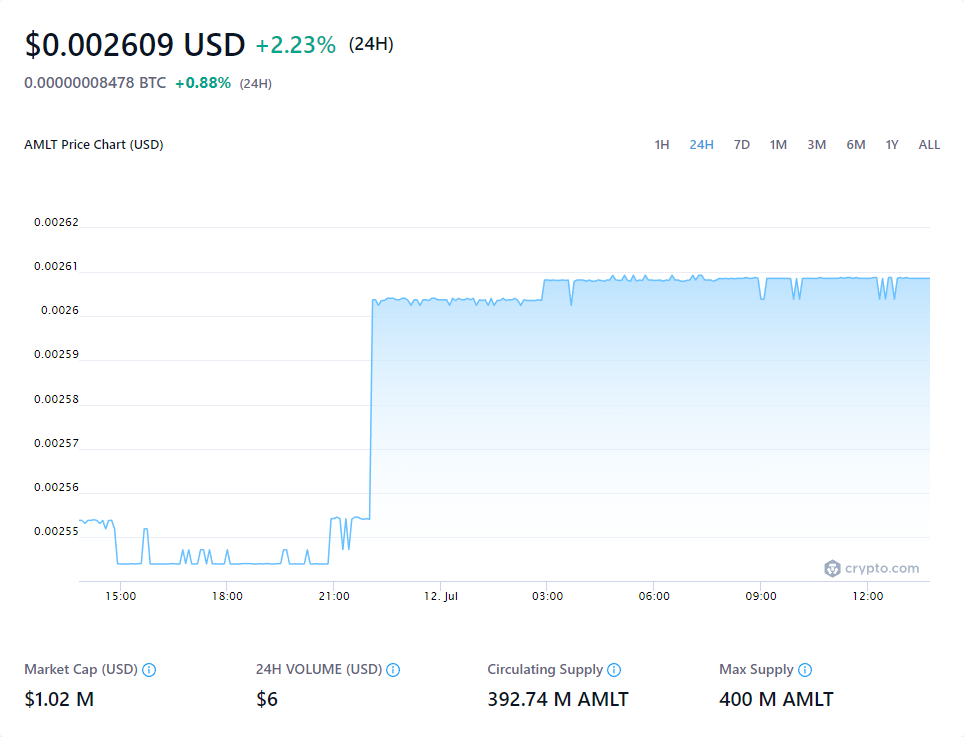 $0.002609 USD +2.23% (24H)
0.00000008478 BTC +0.88% (24H)
AMLT Price Chart (USD) 1H 24H 7D 1M 3M 6M 1Y ALL
0.00262
0.00261
0.0026
0.00259
0.00258
0.00257
0.00256
0.00255
crypto.com
15:00 18:00 21:00 12. Jul 03:00 06:00 09:00 12:00
Market Cap (USD) 24H VOLUME (USD) Circulating Supply Max Supply
$1.02 M $6 392.74 M AMLT 400 M AMLT